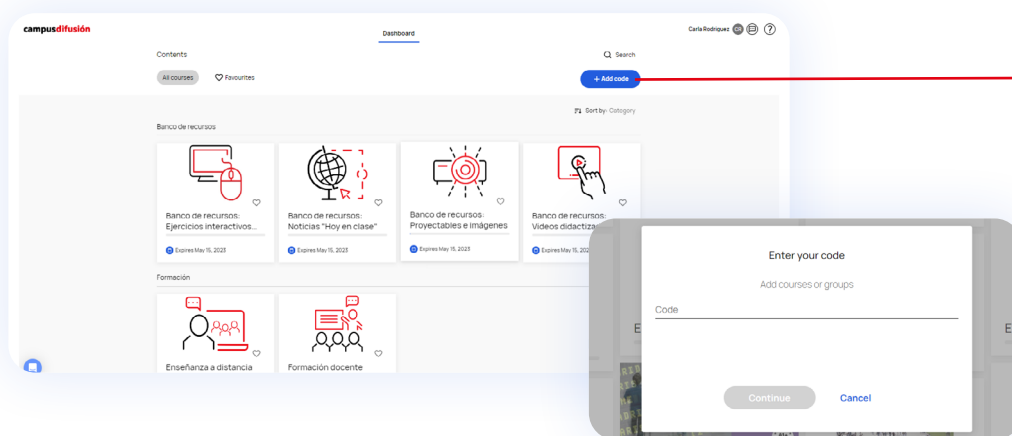 campusdifusión
Dashboard
Carla Rodriguez CR
Contents
Search
All courses
Favourites
+ Add code
Sort by: Category
Banco de recursos
Banco de recursos:
Ejercicios interactivos...
Expires May 15, 2023
Banco de recursos:
Noticias "Hoy en clase"
Expires May 15, 2023
Banco de recursos:
Proyectables e imágenes
Expires May 15, 2023
Banco de recursos:
Vídeos didactiza
Expires May 15, 202
Formación
Enseñanza a distancia
Formación docente
Enter your code
Add courses or groups
Code
E
E
Continue
Cancel